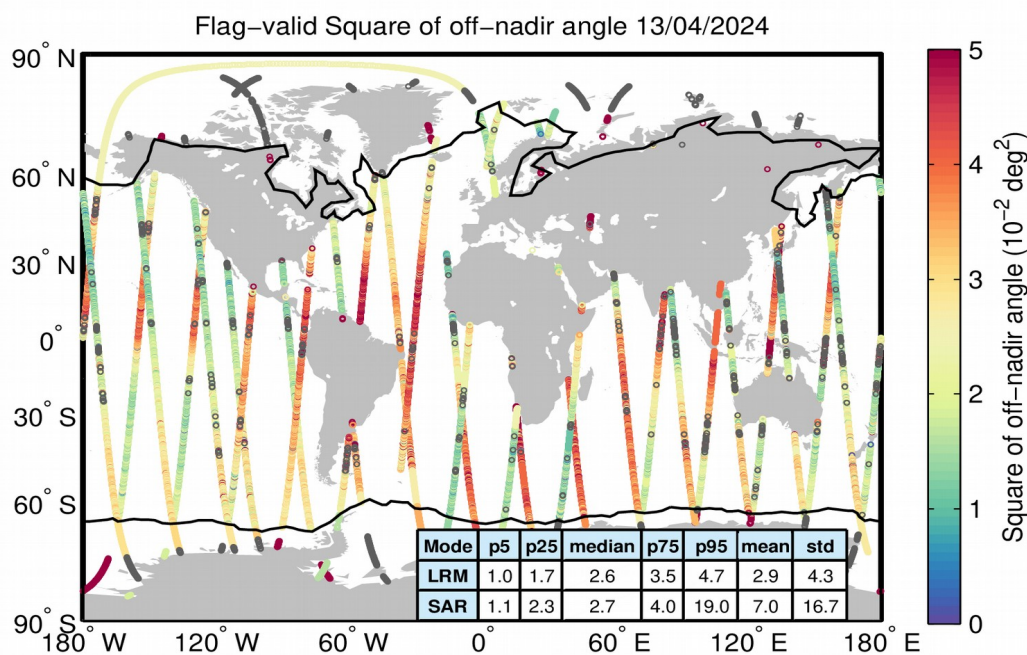 Flag−valid Square of off−nadir angle 13/04/2024
90° N
60° N
30° N
0°
30° S
60° S
90° S
180° W
120° W
60° W
0°
60° E
120° E
180° E
Mode p5 p25 median p75 p95 mean std
LRM 1.0 1.7 2.6 3.5 4.7 2.9 4.3
SAR 1.1 2.3 2.7 4.0 19.0 7.0 16.7
5
4
3
2
1
0
Square of off−nadir angle (10⁻² deg²)